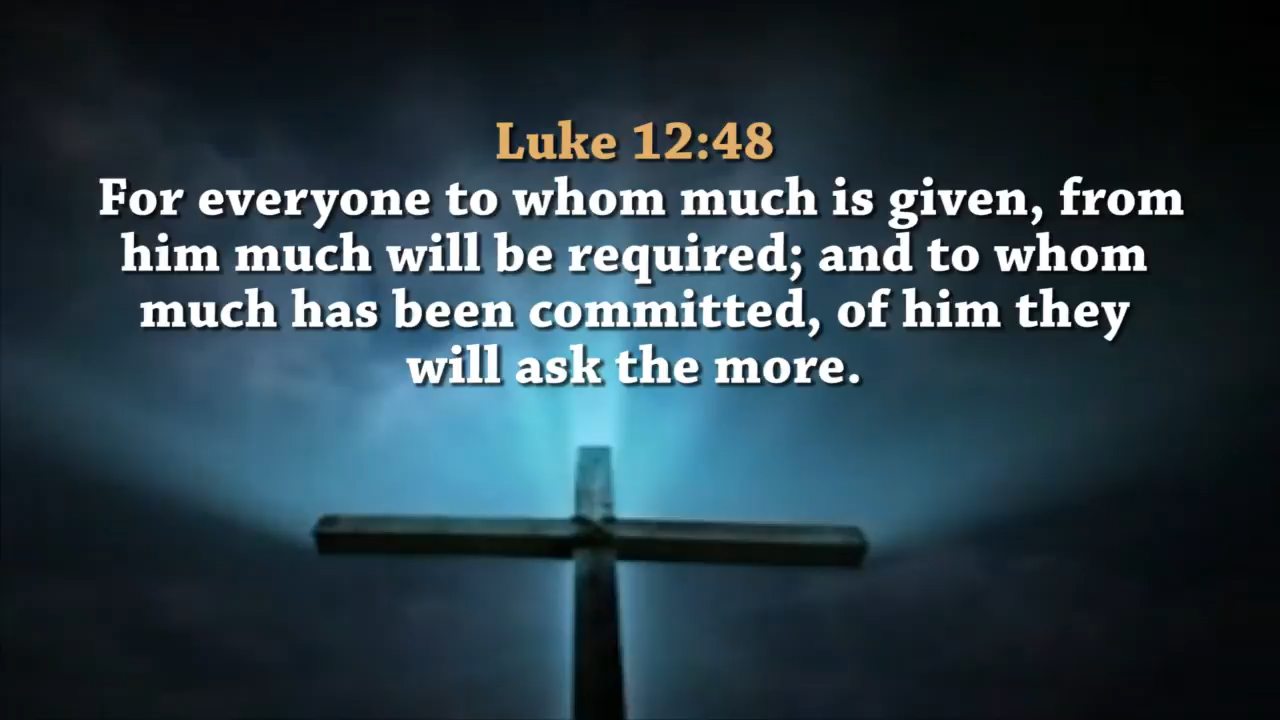 Luke 12:48
For everyone to whom much is given, from
him much will be required; and to whom
much has been committed, of him they
will ask the more.